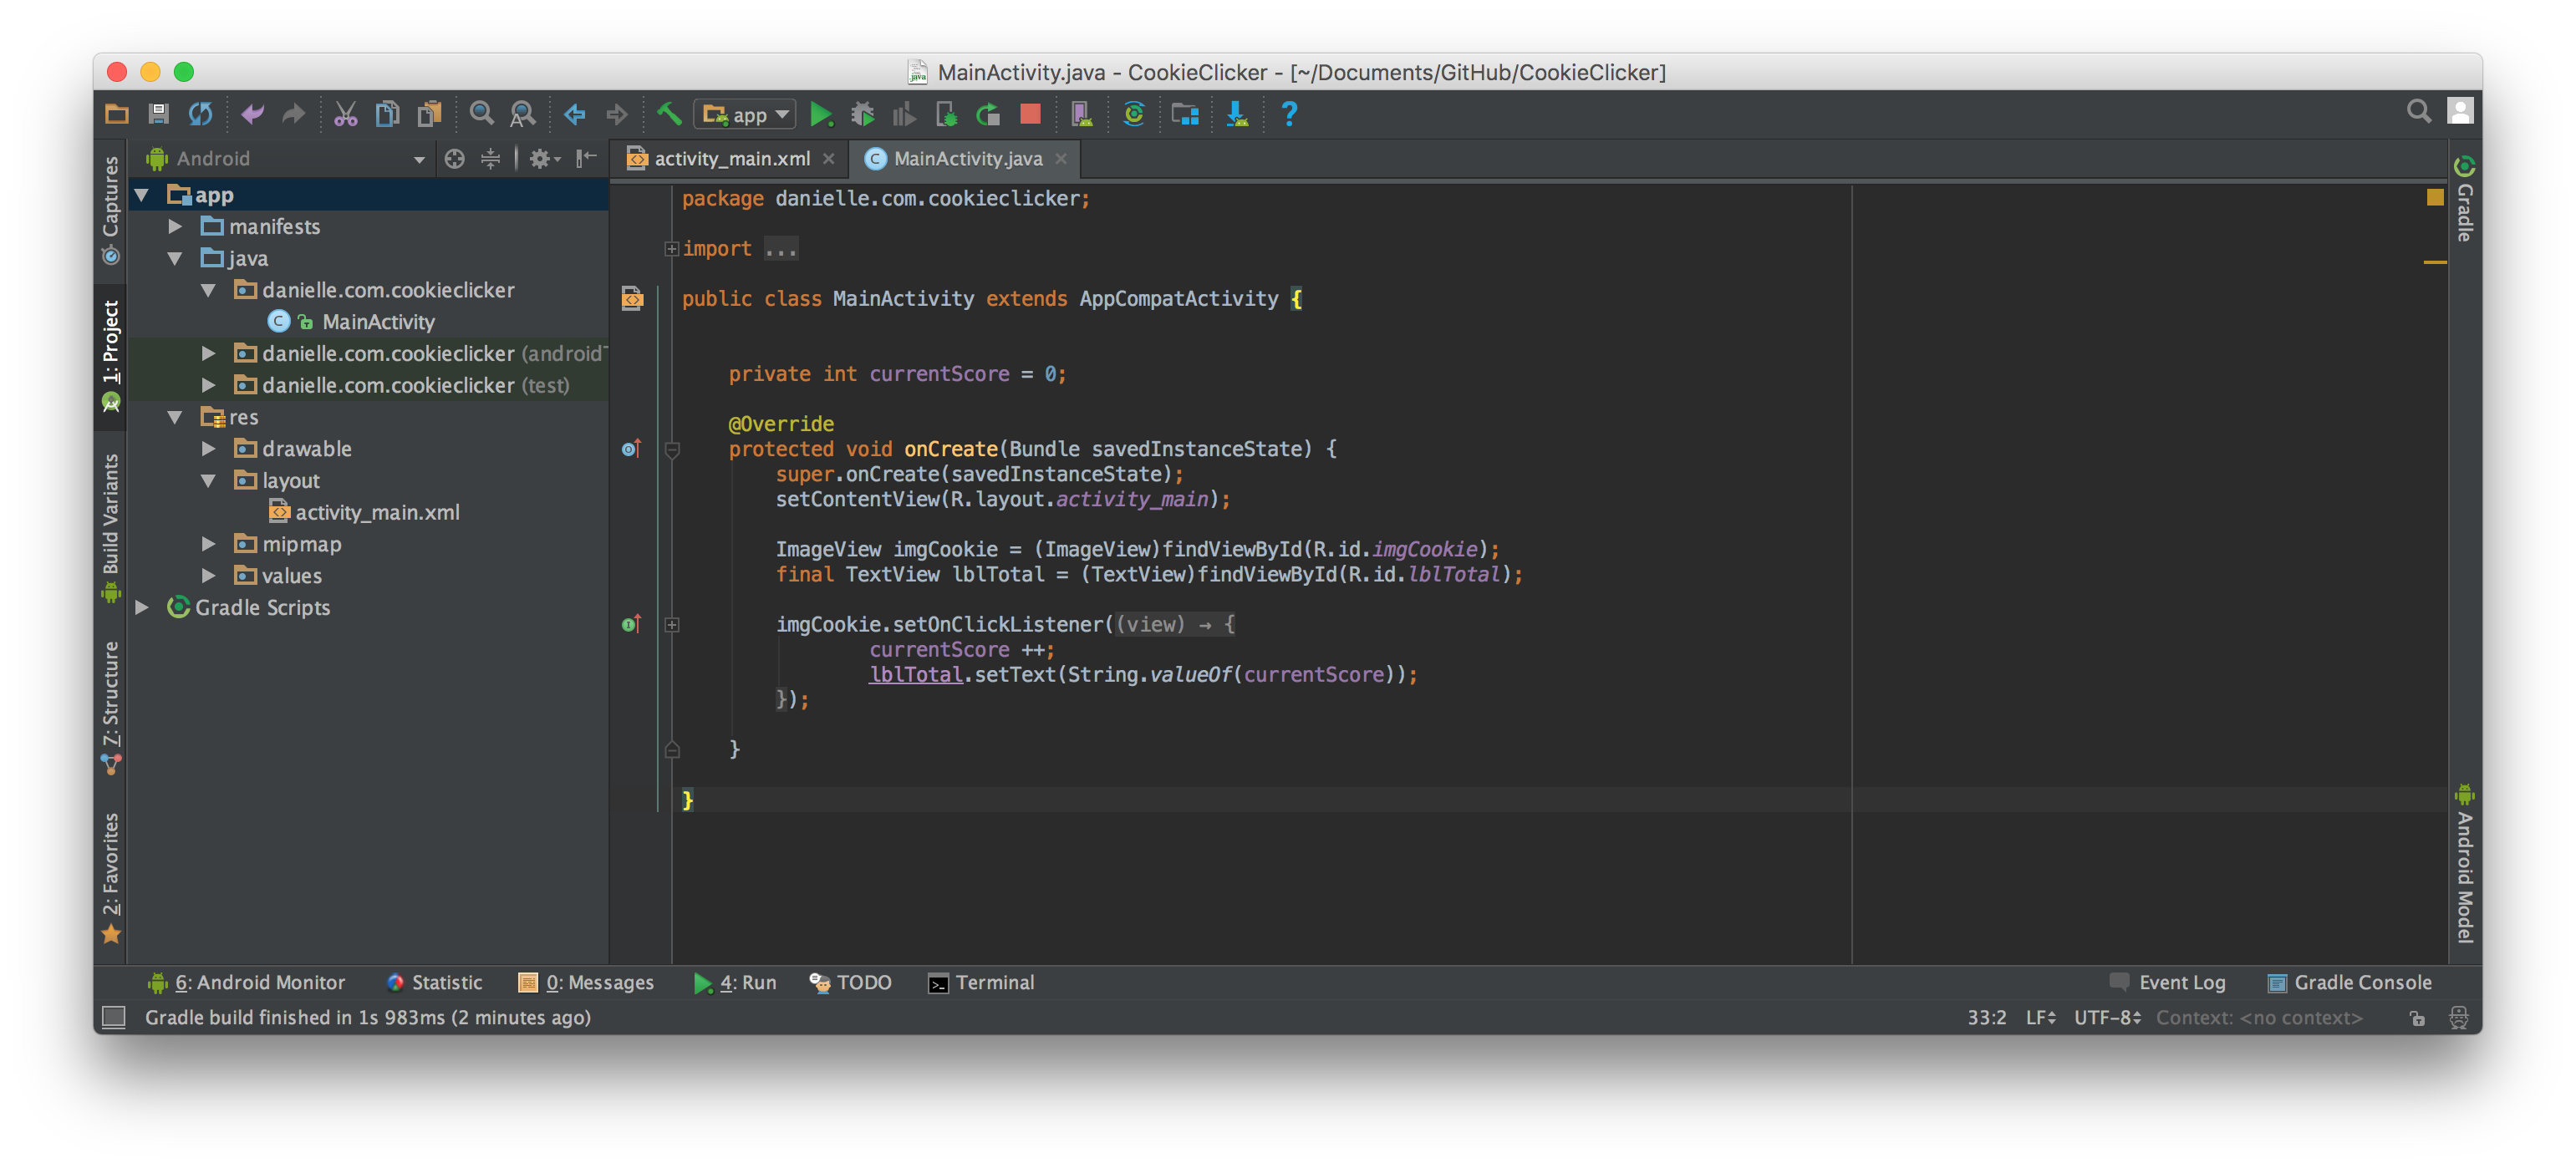 MainActivity.java - CookieClicker - [~/Documents/GitHub/CookieClicker]
app
Android
activity_main.xml
MainActivity.java
Captures
1: Project
Build Variants
7: Structure
2: Favorites
app
manifests
java
danielle.com.cookieclicker
MainActivity
danielle.com.cookieclicker (android
danielle.com.cookieclicker (test)
res
drawable
layout
activity_main.xml
mipmap
values
Gradle Scripts
package danielle.com.cookieclicker;
import ...
public class MainActivity extends AppCompatActivity {
private int currentScore = 0;
@Override
protected void onCreate(Bundle savedInstanceState) {
super.onCreate(savedInstanceState);
setContentView(R.layout.activity_main);
ImageView imgCookie = (ImageView)findViewById(R.id.imgCookie);
final TextView lblTotal = (TextView)findViewById(R.id.lblTotal);
imgCookie.setOnClickListener((view) → {
currentScore ++;
lblTotal.setText(String.valueOf(currentScore));
});
}
}
Gradle
Android Model
6: Android Monitor
Statistic
0: Messages
4: Run
TODO
Terminal
Event Log
Gradle Console
Gradle build finished in 1s 983ms (2 minutes ago)
33:2 LF UTF-8 Context: <no context>